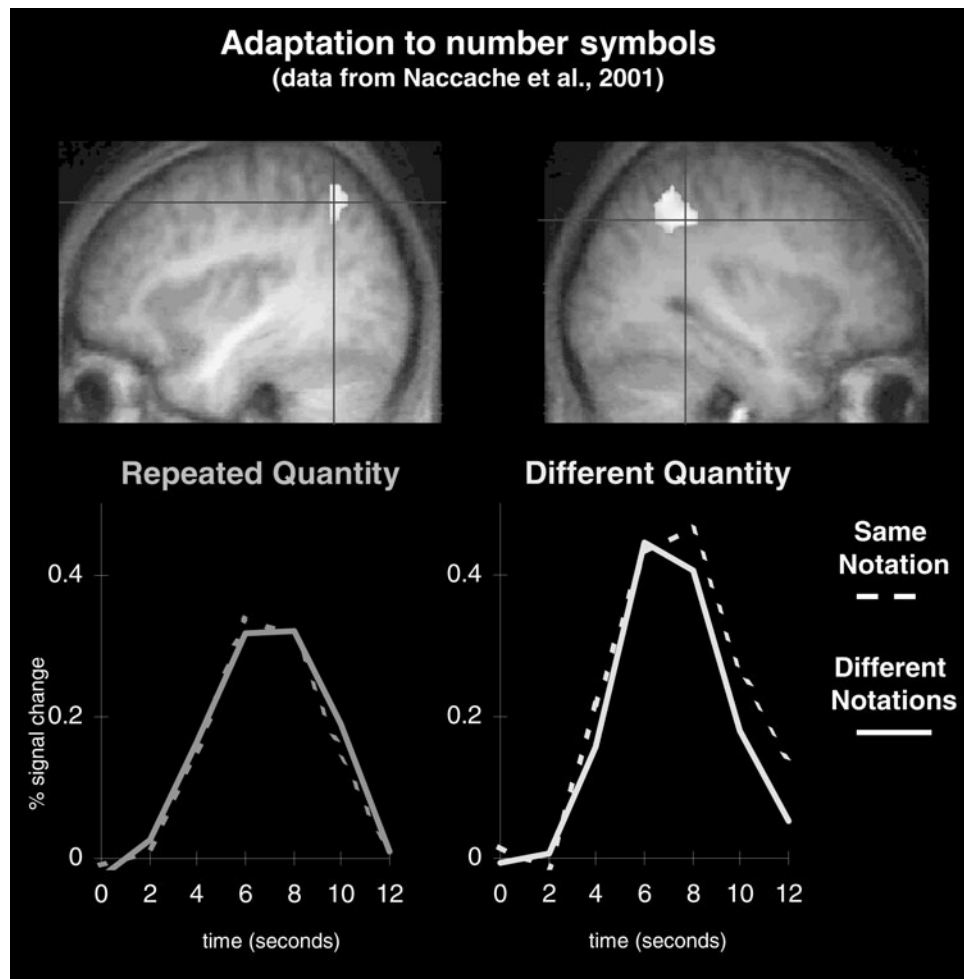 Adaptation to number symbols
(data from Naccache et al., 2001)
Repeated Quantity
% signal change
0.4
0.2
0
0 2 4 6 8 10 12
time (seconds)
Different Quantity
0.4
0.2
0
0 2 4 6 8 10 12
time (seconds)
Same
Notation
Different
Notations